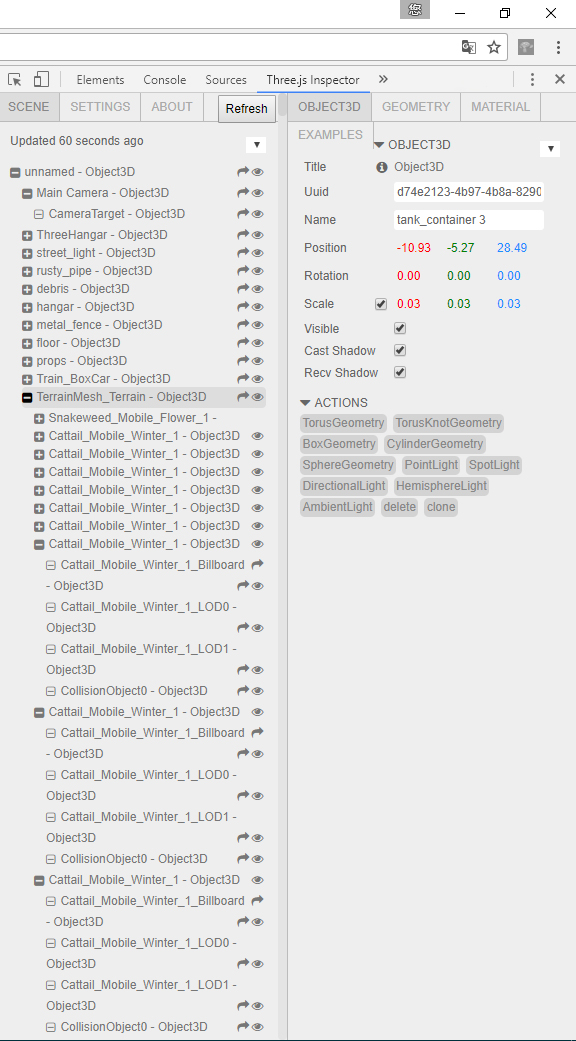 您
Elements Console Sources Three.js Inspector »
SCENE SETTINGS ABOUT Refresh
Updated 60 seconds ago
unnamed - Object3D
Main Camera - Object3D
CameraTarget - Object3D
ThreeHangar - Object3D
street_light - Object3D
rusty_pipe - Object3D
debris - Object3D
hangar - Object3D
metal_fence - Object3D
floor - Object3D
props - Object3D
Train_BoxCar - Object3D
TerrainMesh_Terrain - Object3D
Snakeweed_Mobile_Flower_1 -
Cattail_Mobile_Winter_1 - Object3D
Cattail_Mobile_Winter_1 - Object3D
Cattail_Mobile_Winter_1 - Object3D
Cattail_Mobile_Winter_1 - Object3D
Cattail_Mobile_Winter_1 - Object3D
Cattail_Mobile_Winter_1 - Object3D
Cattail_Mobile_Winter_1 - Object3D
Cattail_Mobile_Winter_1_Billboard
- Object3D
Cattail_Mobile_Winter_1_LOD0 -
Object3D
Cattail_Mobile_Winter_1_LOD1 -
Object3D
CollisionObject0 - Object3D
Cattail_Mobile_Winter_1 - Object3D
Cattail_Mobile_Winter_1_Billboard
- Object3D
Cattail_Mobile_Winter_1_LOD0 -
Object3D
Cattail_Mobile_Winter_1_LOD1 -
Object3D
CollisionObject0 - Object3D
Cattail_Mobile_Winter_1 - Object3D
Cattail_Mobile_Winter_1_Billboard
- Object3D
Cattail_Mobile_Winter_1_LOD0 -
Object3D
Cattail_Mobile_Winter_1_LOD1 -
Object3D
CollisionObject0 - Object3D
OBJECT3D GEOMETRY MATERIAL
EXAMPLES
OBJECT3D
Title Object3D
Uuid d74e2123-4b97-4b8a-8290
Name tank_container 3
Position -10.93 -5.27 28.49
Rotation 0.00 0.00 0.00
Scale 0.03 0.03 0.03
Visible
Cast Shadow
Recv Shadow
ACTIONS
TorusGeometry TorusKnotGeometry
BoxGeometry CylinderGeometry
SphereGeometry PointLight SpotLight
DirectionalLight HemisphereLight
AmbientLight delete clone